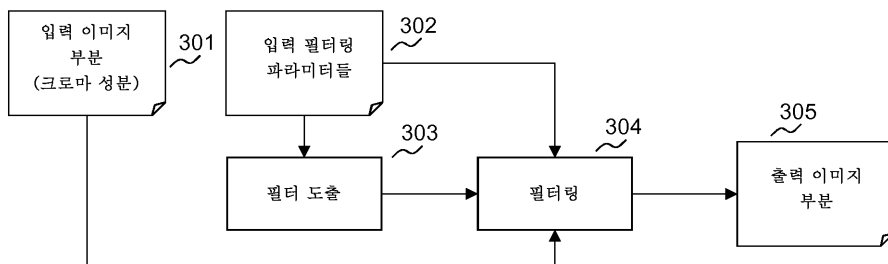 입력 이미지
부분
(크로마 성분)
301
입력 필터링
파라미터들
302
필터 도출
303
필터링
304
출력 이미지
부분
305